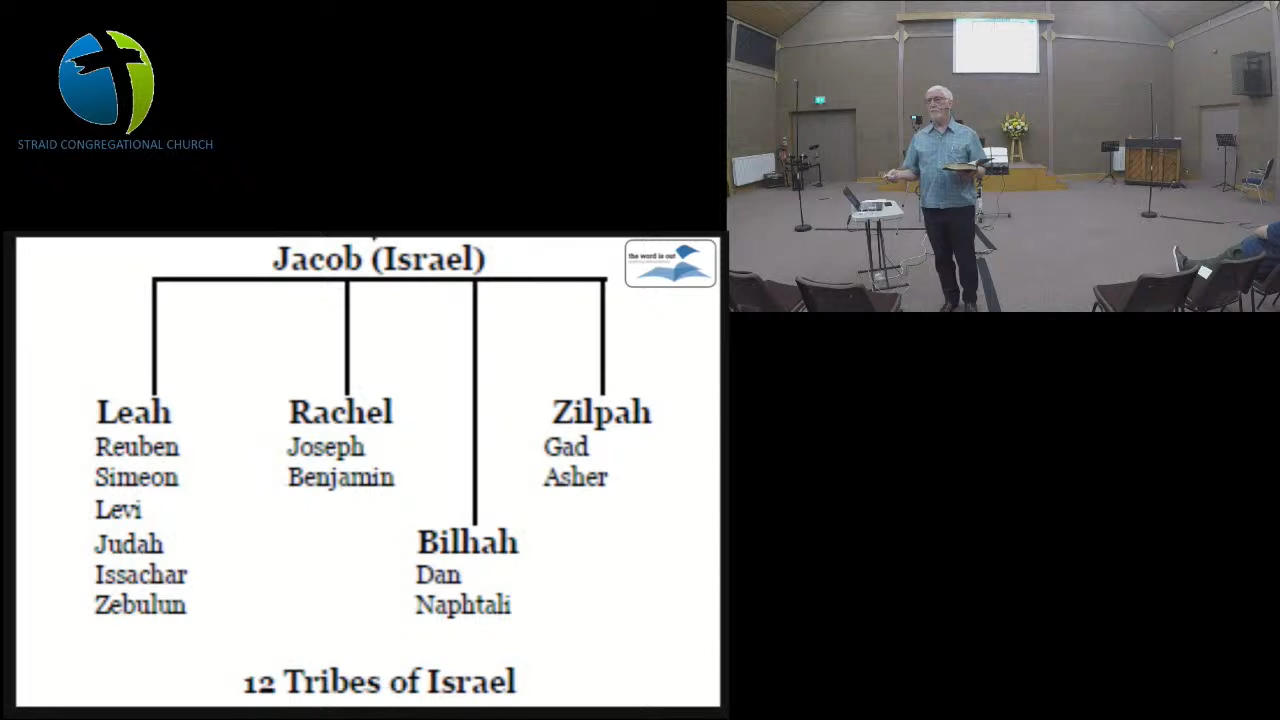 STRAID CONGREGATIONAL CHURCH
Jacob (Israel)
the word is out
Leah
Reuben
Simeon
Levi
Judah
Issachar
Zebulun
Rachel
Joseph
Benjamin
Bilhah
Dan
Naphtali
Zilpah
Gad
Asher
12 Tribes of Israel